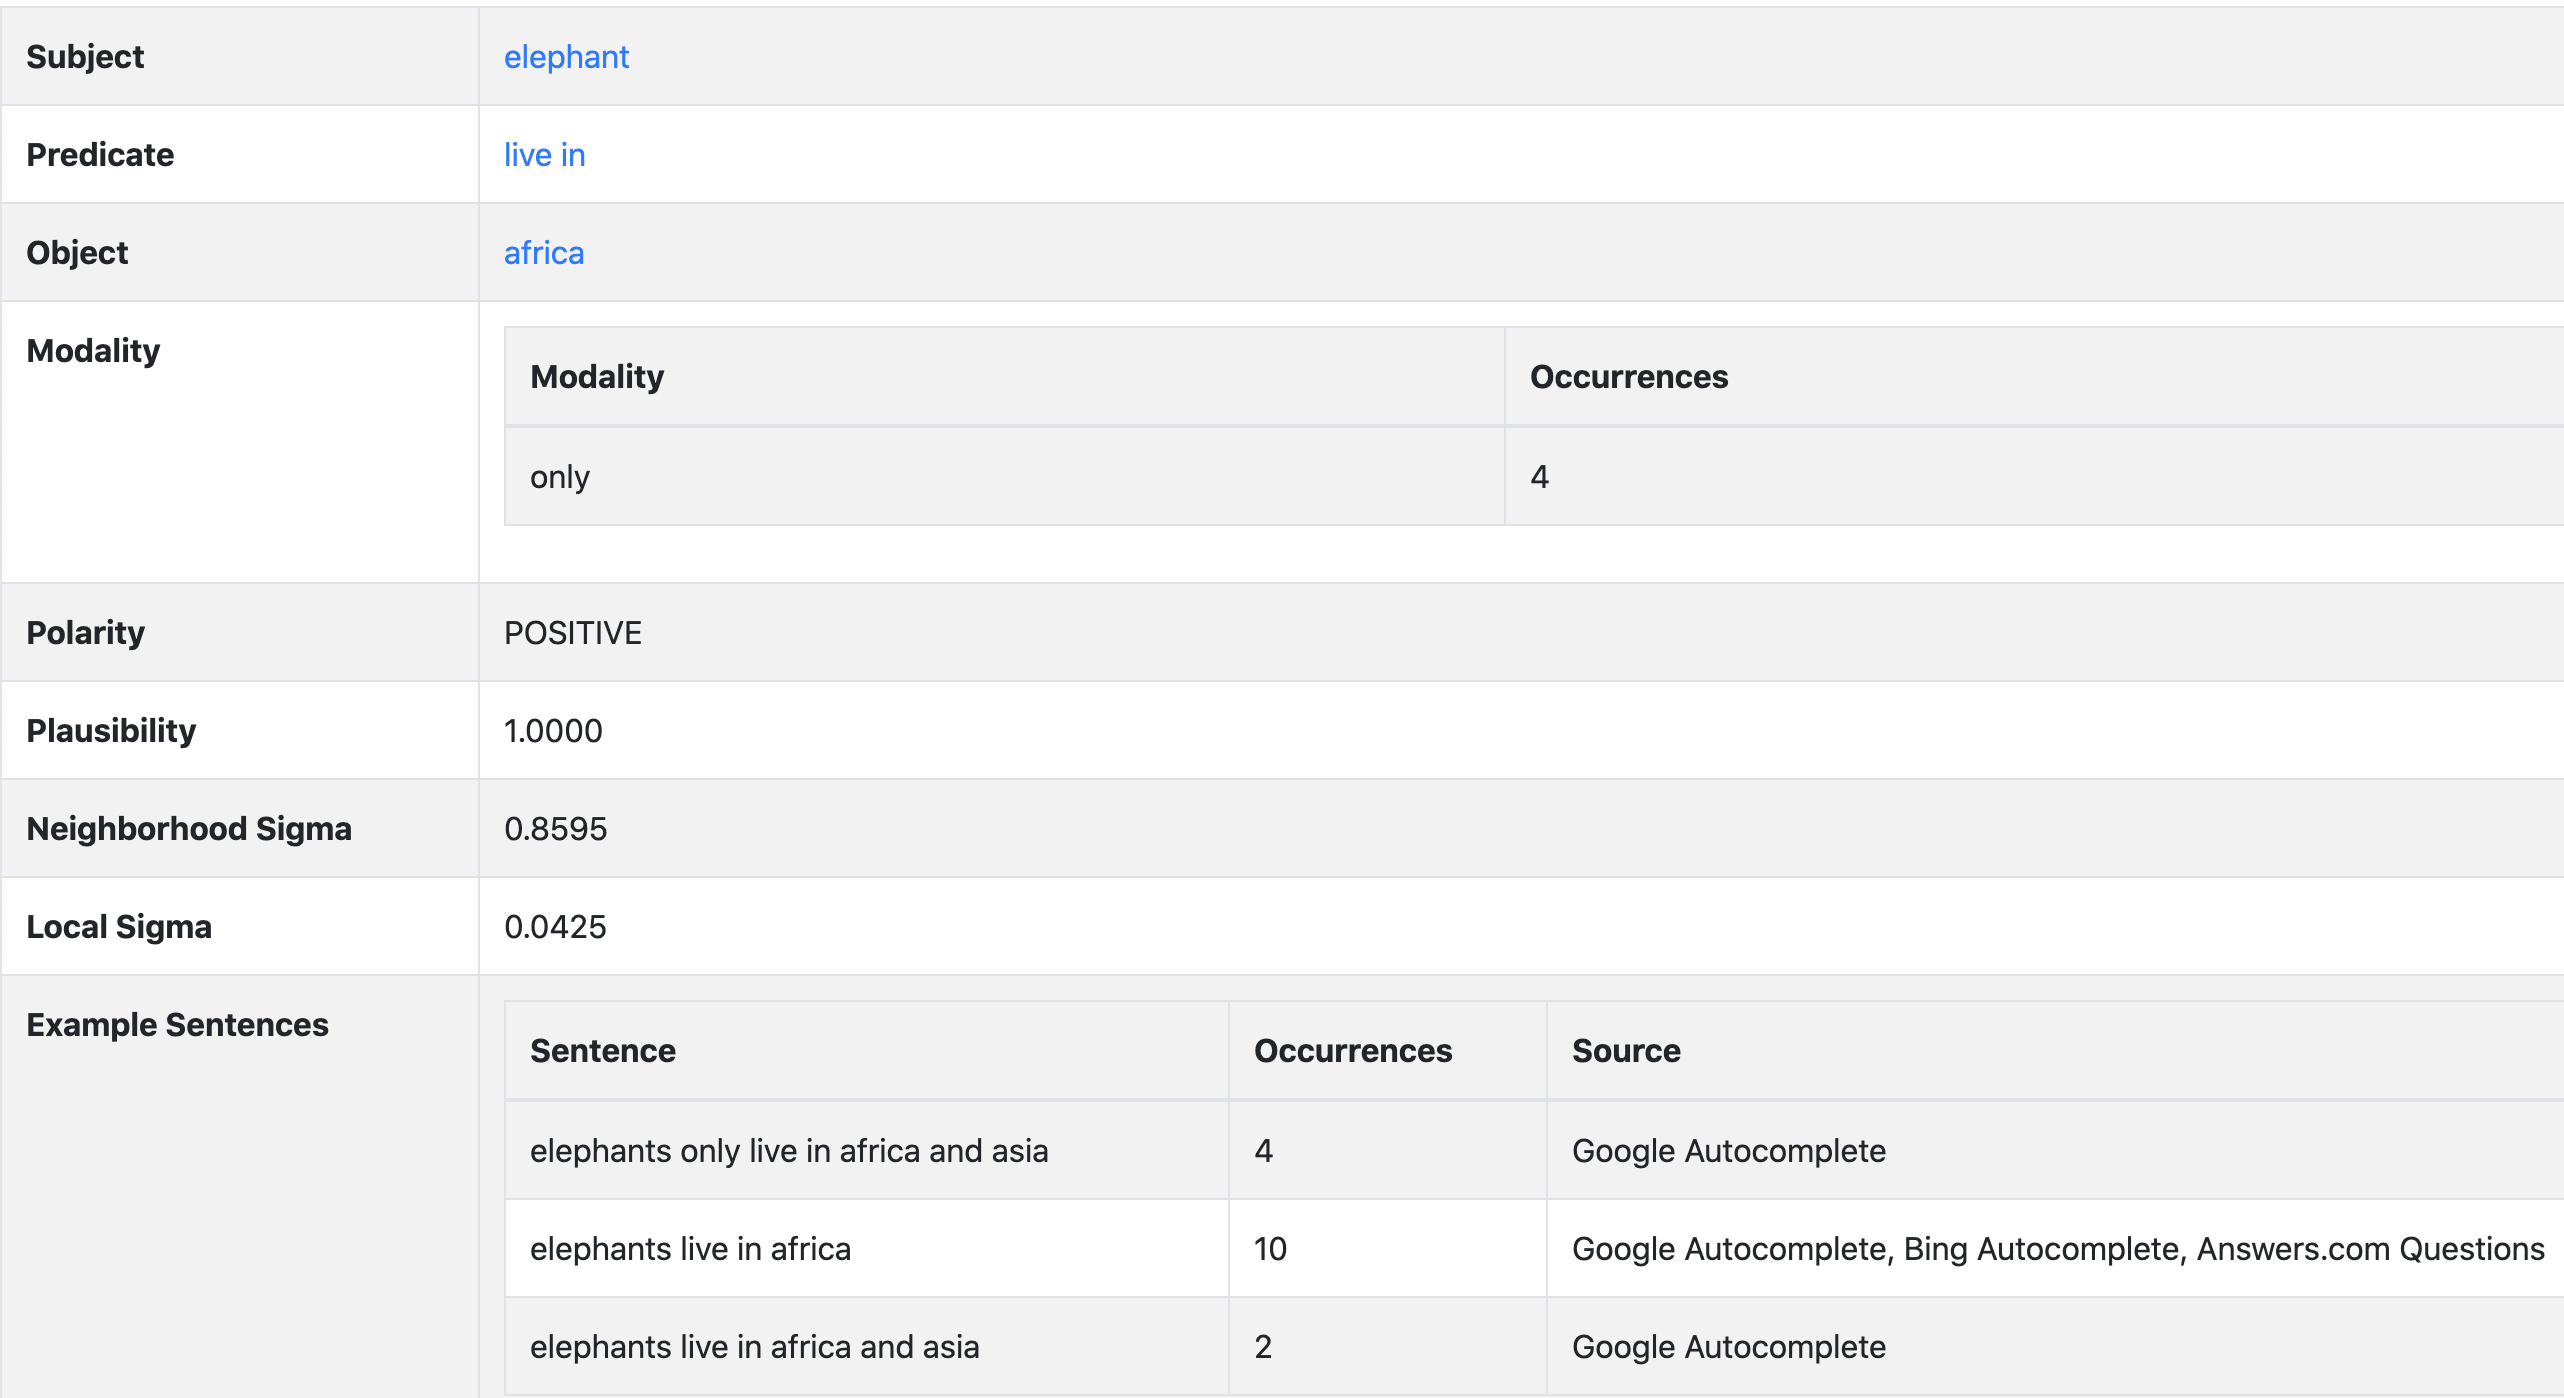 Subject elephant
Predicate live in
Object africa
Modality
Modality Occurrences
only 4
Polarity POSITIVE
Plausibility 1.0000
Neighborhood Sigma 0.8595
Local Sigma 0.0425
Example Sentences
Sentence Occurrences Source
elephants only live in africa and asia 4 Google Autocomplete
elephants live in africa 10 Google Autocomplete, Bing Autocomplete, Answers.com Questions
elephants live in africa and asia 2 Google Autocomplete